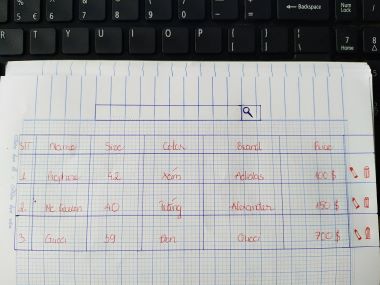 5 € 6 7 8 9 0 - + = Backspace Num Lock
R T Y U I O P { [ } ] | \ 7 Home 8
STT Name Size Color Brand Price
1 42 Xám Adidas 100 $
2 Mc Queen 40 Trắng Alexander 150 $
3 Gucci 39 Đen Gucci 700 $